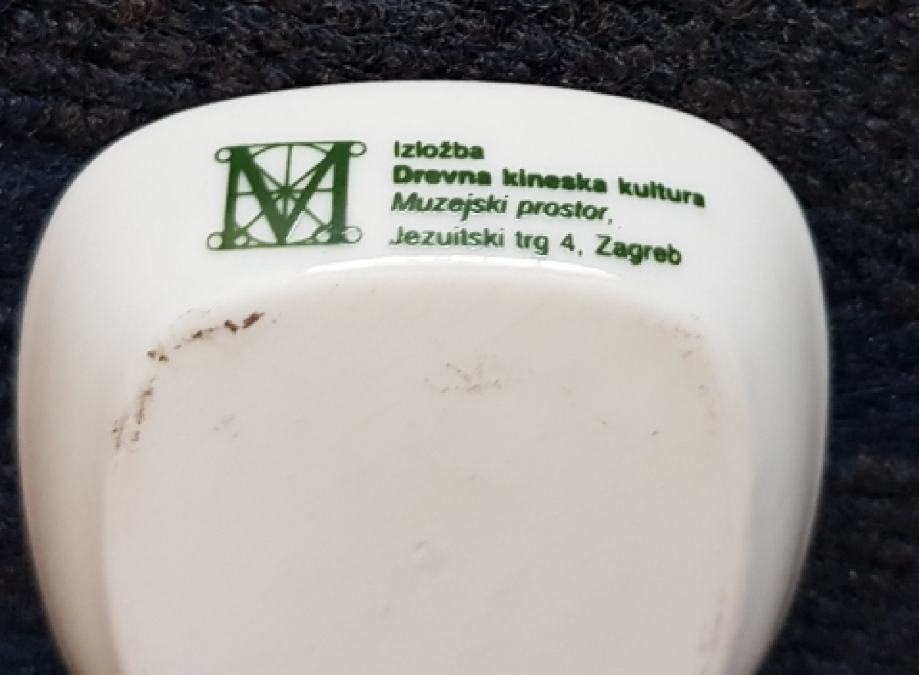 M
Izložba
Drevna kineska kultura
Muzejski prostor,
Jezuitski trg 4, Zagreb